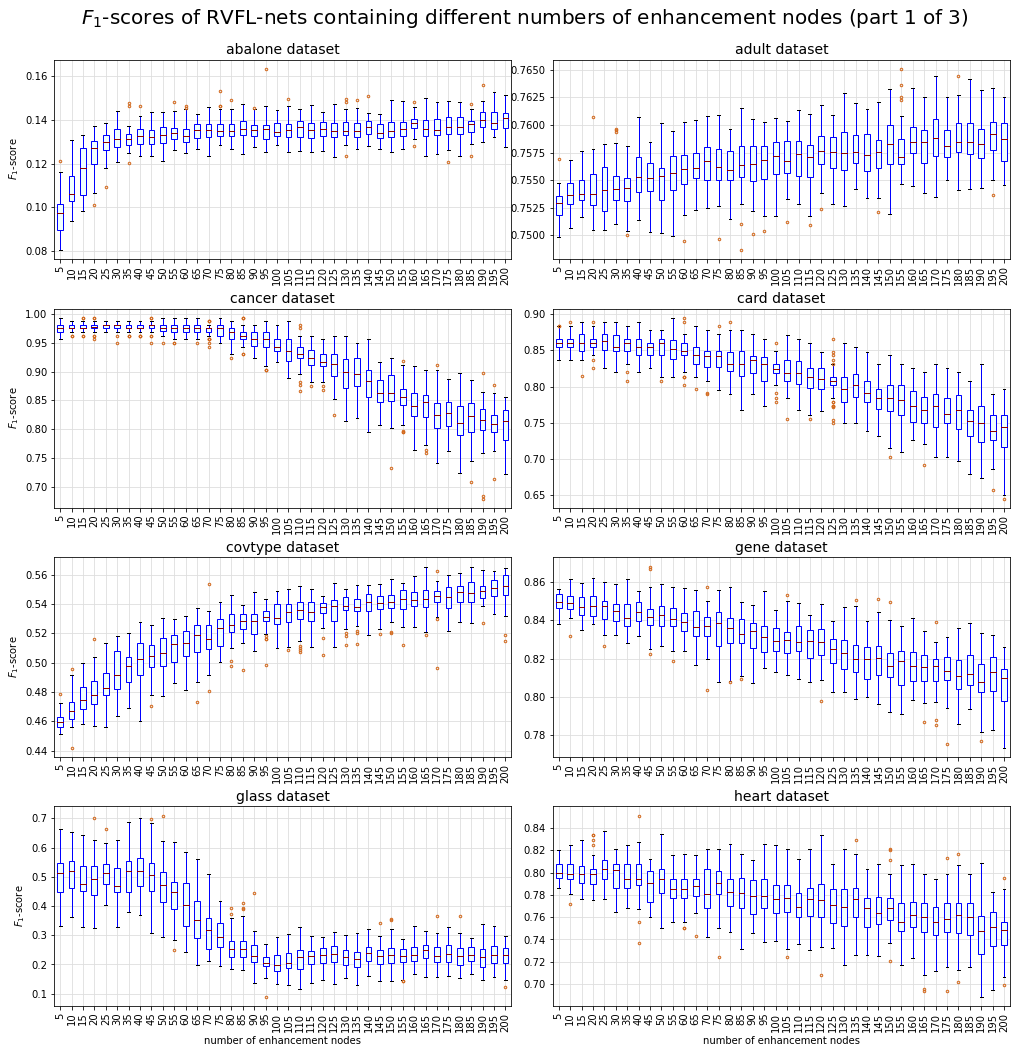 F₁-scores of RVFL-nets containing different numbers of enhancement nodes (part 1 of 3)
abalone dataset
F₁-score
0.16
0.14
0.12
0.10
0.08
5 10 15 20 25 30 35 40 45 50 55 60 65 70 75 80 85 90 95 100 105 110 115 120 125 130 135 140 145 150 155 160 165 170 175 180 185 190 195 200
adult dataset
0.7650
0.7625
0.7600
0.7575
0.7550
0.7525
0.7500
5 10 15 20 25 30 35 40 45 50 55 60 65 70 75 80 85 90 95 100 105 110 115 120 125 130 135 140 145 150 155 160 165 170 175 180 185 190 195 200
cancer dataset
F₁-score
1.00
0.95
0.90
0.85
0.80
0.75
0.70
5 10 15 20 25 30 35 40 45 50 55 60 65 70 75 80 85 90 95 100 105 110 115 120 125 130 135 140 145 150 155 160 165 170 175 180 185 190 195 200
card dataset
0.90
0.85
0.80
0.75
0.70
0.65
5 10 15 20 25 30 35 40 45 50 55 60 65 70 75 80 85 90 95 100 105 110 115 120 125 130 135 140 145 150 155 160 165 170 175 180 185 190 195 200
covtype dataset
F₁-score
0.56
0.54
0.52
0.50
0.48
0.46
0.44
5 10 15 20 25 30 35 40 45 50 55 60 65 70 75 80 85 90 95 100 105 110 115 120 125 130 135 140 145 150 155 160 165 170 175 180 185 190 195 200
gene dataset
0.86
0.84
0.82
0.80
0.78
5 10 15 20 25 30 35 40 45 50 55 60 65 70 75 80 85 90 95 100 105 110 115 120 125 130 135 140 145 150 155 160 165 170 175 180 185 190 195 200
glass dataset
F₁-score
0.7
0.6
0.5
0.4
0.3
0.2
0.1
5 10 15 20 25 30 35 40 45 50 55 60 65 70 75 80 85 90 95 100 105 110 115 120 125 130 135 140 145 150 155 160 165 170 175 180 185 190 195 200
number of enhancement nodes
heart dataset
0.84
0.82
0.80
0.78
0.76
0.74
0.72
0.70
5 10 15 20 25 30 35 40 45 50 55 60 65 70 75 80 85 90 95 100 105 110 115 120 125 130 135 140 145 150 155 160 165 170 175 180 185 190 195 200
number of enhancement nodes